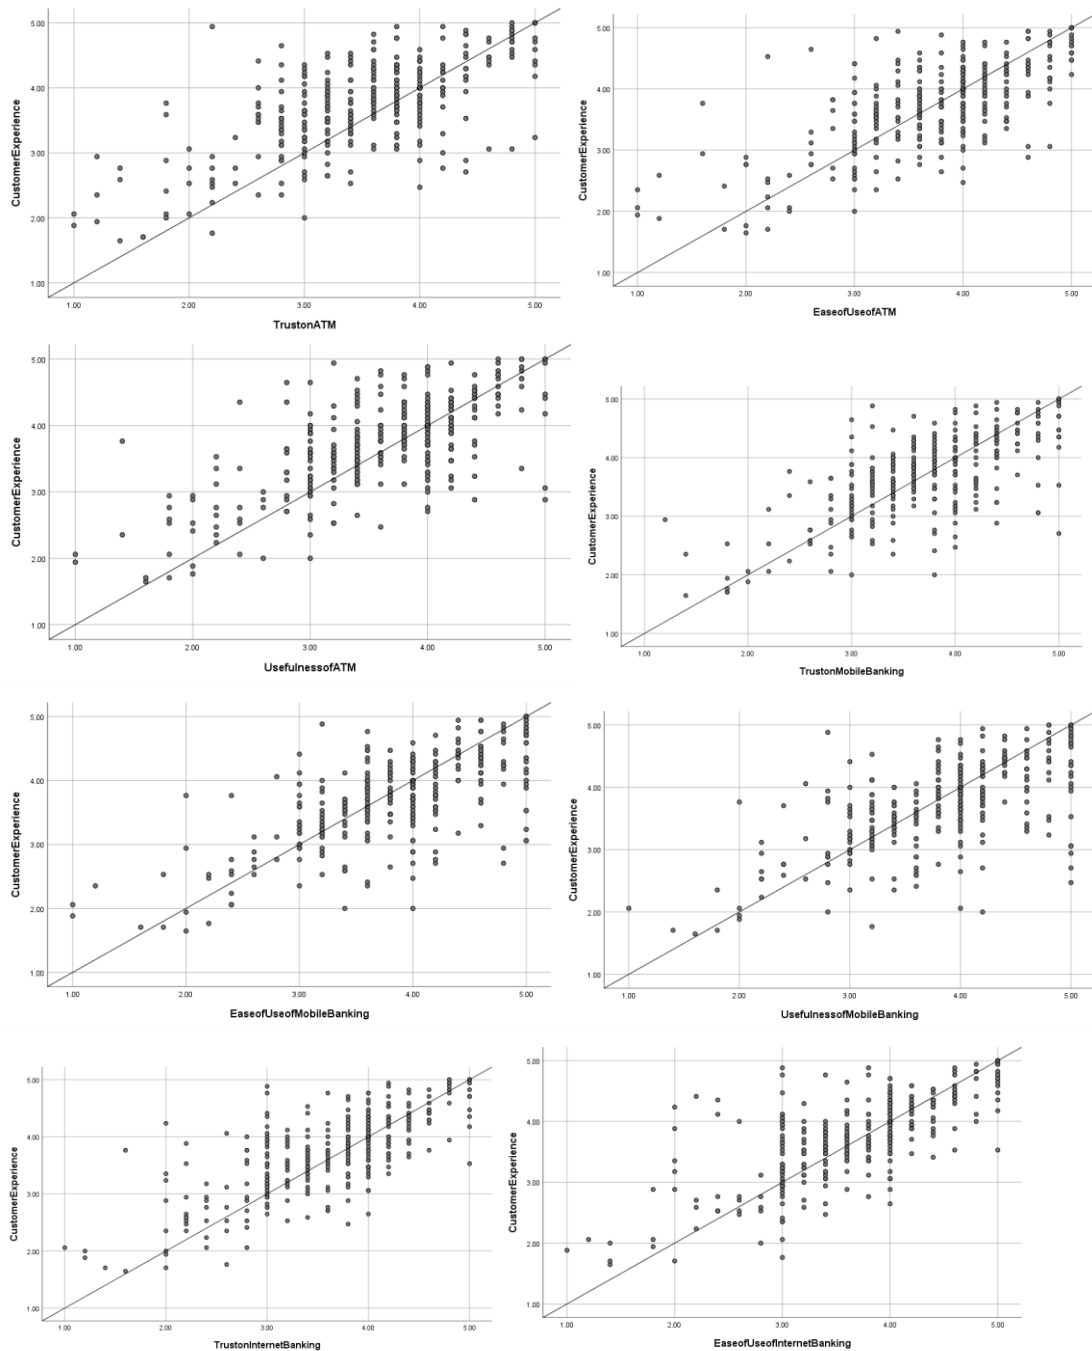 CustomerExperience
5.00
4.00
3.00
2.00
1.00
1.00 2.00 3.00 4.00 5.00
TrustonATM
CustomerExperience
5.00
4.00
3.00
2.00
1.00
1.00 2.00 3.00 4.00 5.00
EaseofUseofATM
CustomerExperience
5.00
4.00
3.00
2.00
1.00
1.00 2.00 3.00 4.00 5.00
UsefulnessofATM
CustomerExperience
5.00
4.00
3.00
2.00
1.00
1.00 2.00 3.00 4.00 5.00
TrustonMobileBanking
CustomerExperience
5.00
4.00
3.00
2.00
1.00
1.00 2.00 3.00 4.00 5.00
EaseofUseofMobileBanking
CustomerExperience
5.00
4.00
3.00
2.00
1.00
1.00 2.00 3.00 4.00 5.00
UsefulnessofMobileBanking
CustomerExperience
5.00
4.00
3.00
2.00
1.00
1.00 2.00 3.00 4.00 5.00
TrustonInternetBanking
CustomerExperience
5.00
4.00
3.00
2.00
1.00
1.00 2.00 3.00 4.00 5.00
EaseofUseofInternetBanking